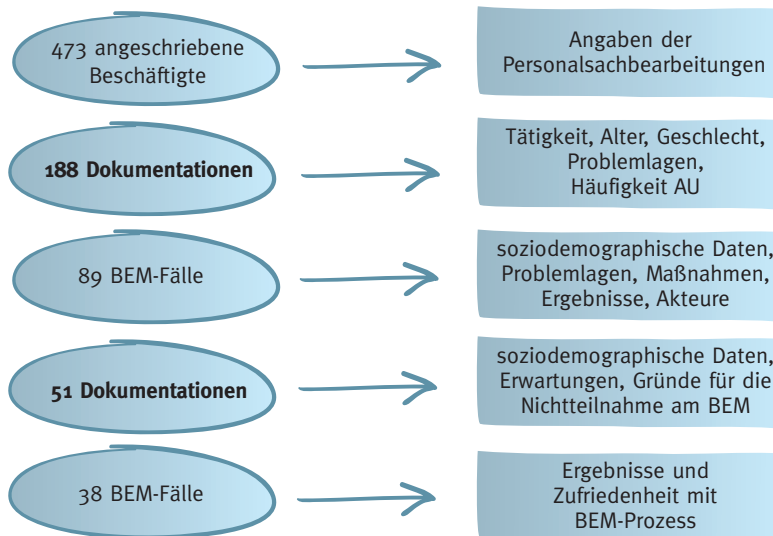 473 angeschriebene
Beschäftigte
Angaben der
Personalsachbearbeitungen
188 Dokumentationen
Tätigkeit, Alter, Geschlecht,
Problemlagen,
Häufigkeit AU
89 BEM-Fälle
soziodemographische Daten,
Problemlagen, Maßnahmen,
Ergebnisse, Akteure
51 Dokumentationen
soziodemographische Daten,
Erwartungen, Gründe für die
Nichtteilnahme am BEM
38 BEM-Fälle
Ergebnisse und
Zufriedenheit mit
BEM-Prozess